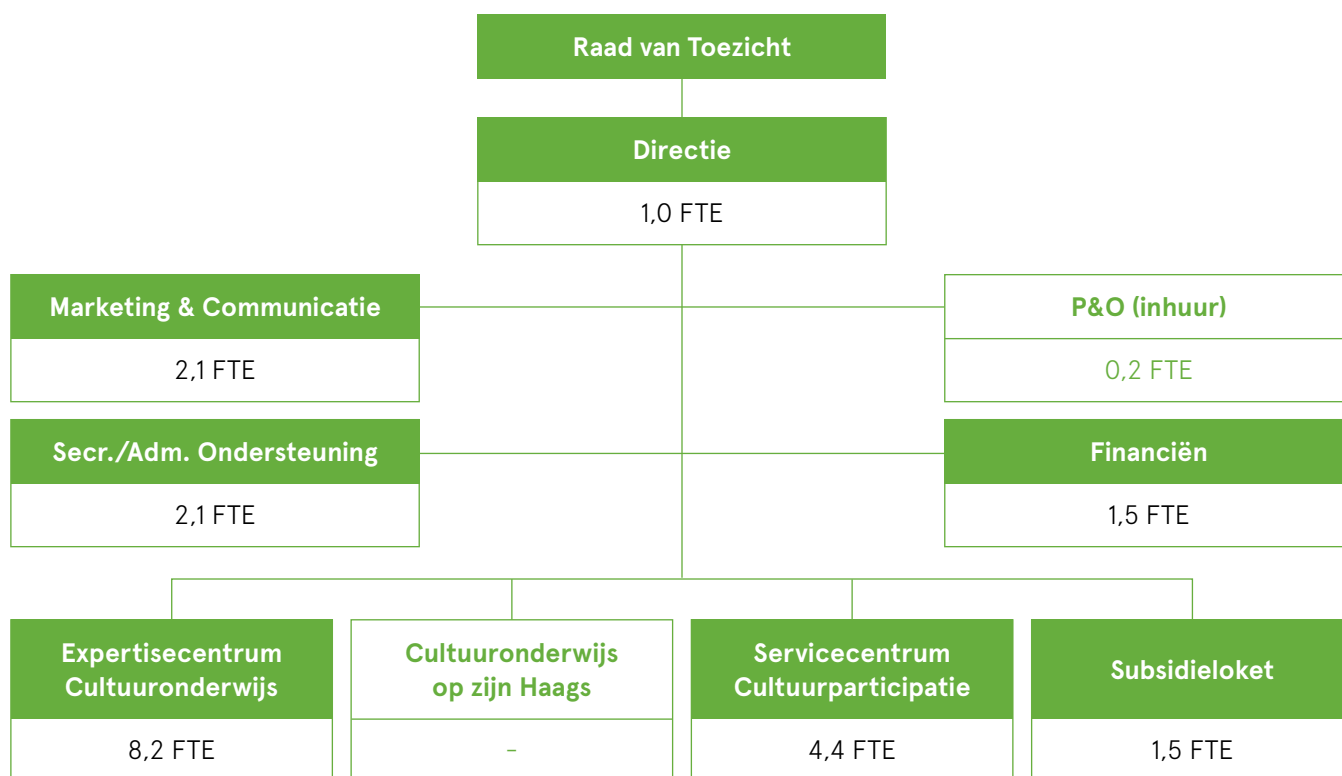 Raad van Toezicht
Directie
1,0 FTE
Marketing & Communicatie
2,1 FTE
P&O (inhuur)
0,2 FTE
Secr./Adm. Ondersteuning
2,1 FTE
Financiën
1,5 FTE
Expertisecentrum
Cultuuronderwijs
8,2 FTE
Cultuuronderwijs
op zijn Haags
-
Servicecentrum
Cultuurparticipatie
4,4 FTE
Subsidieloket
1,5 FTE